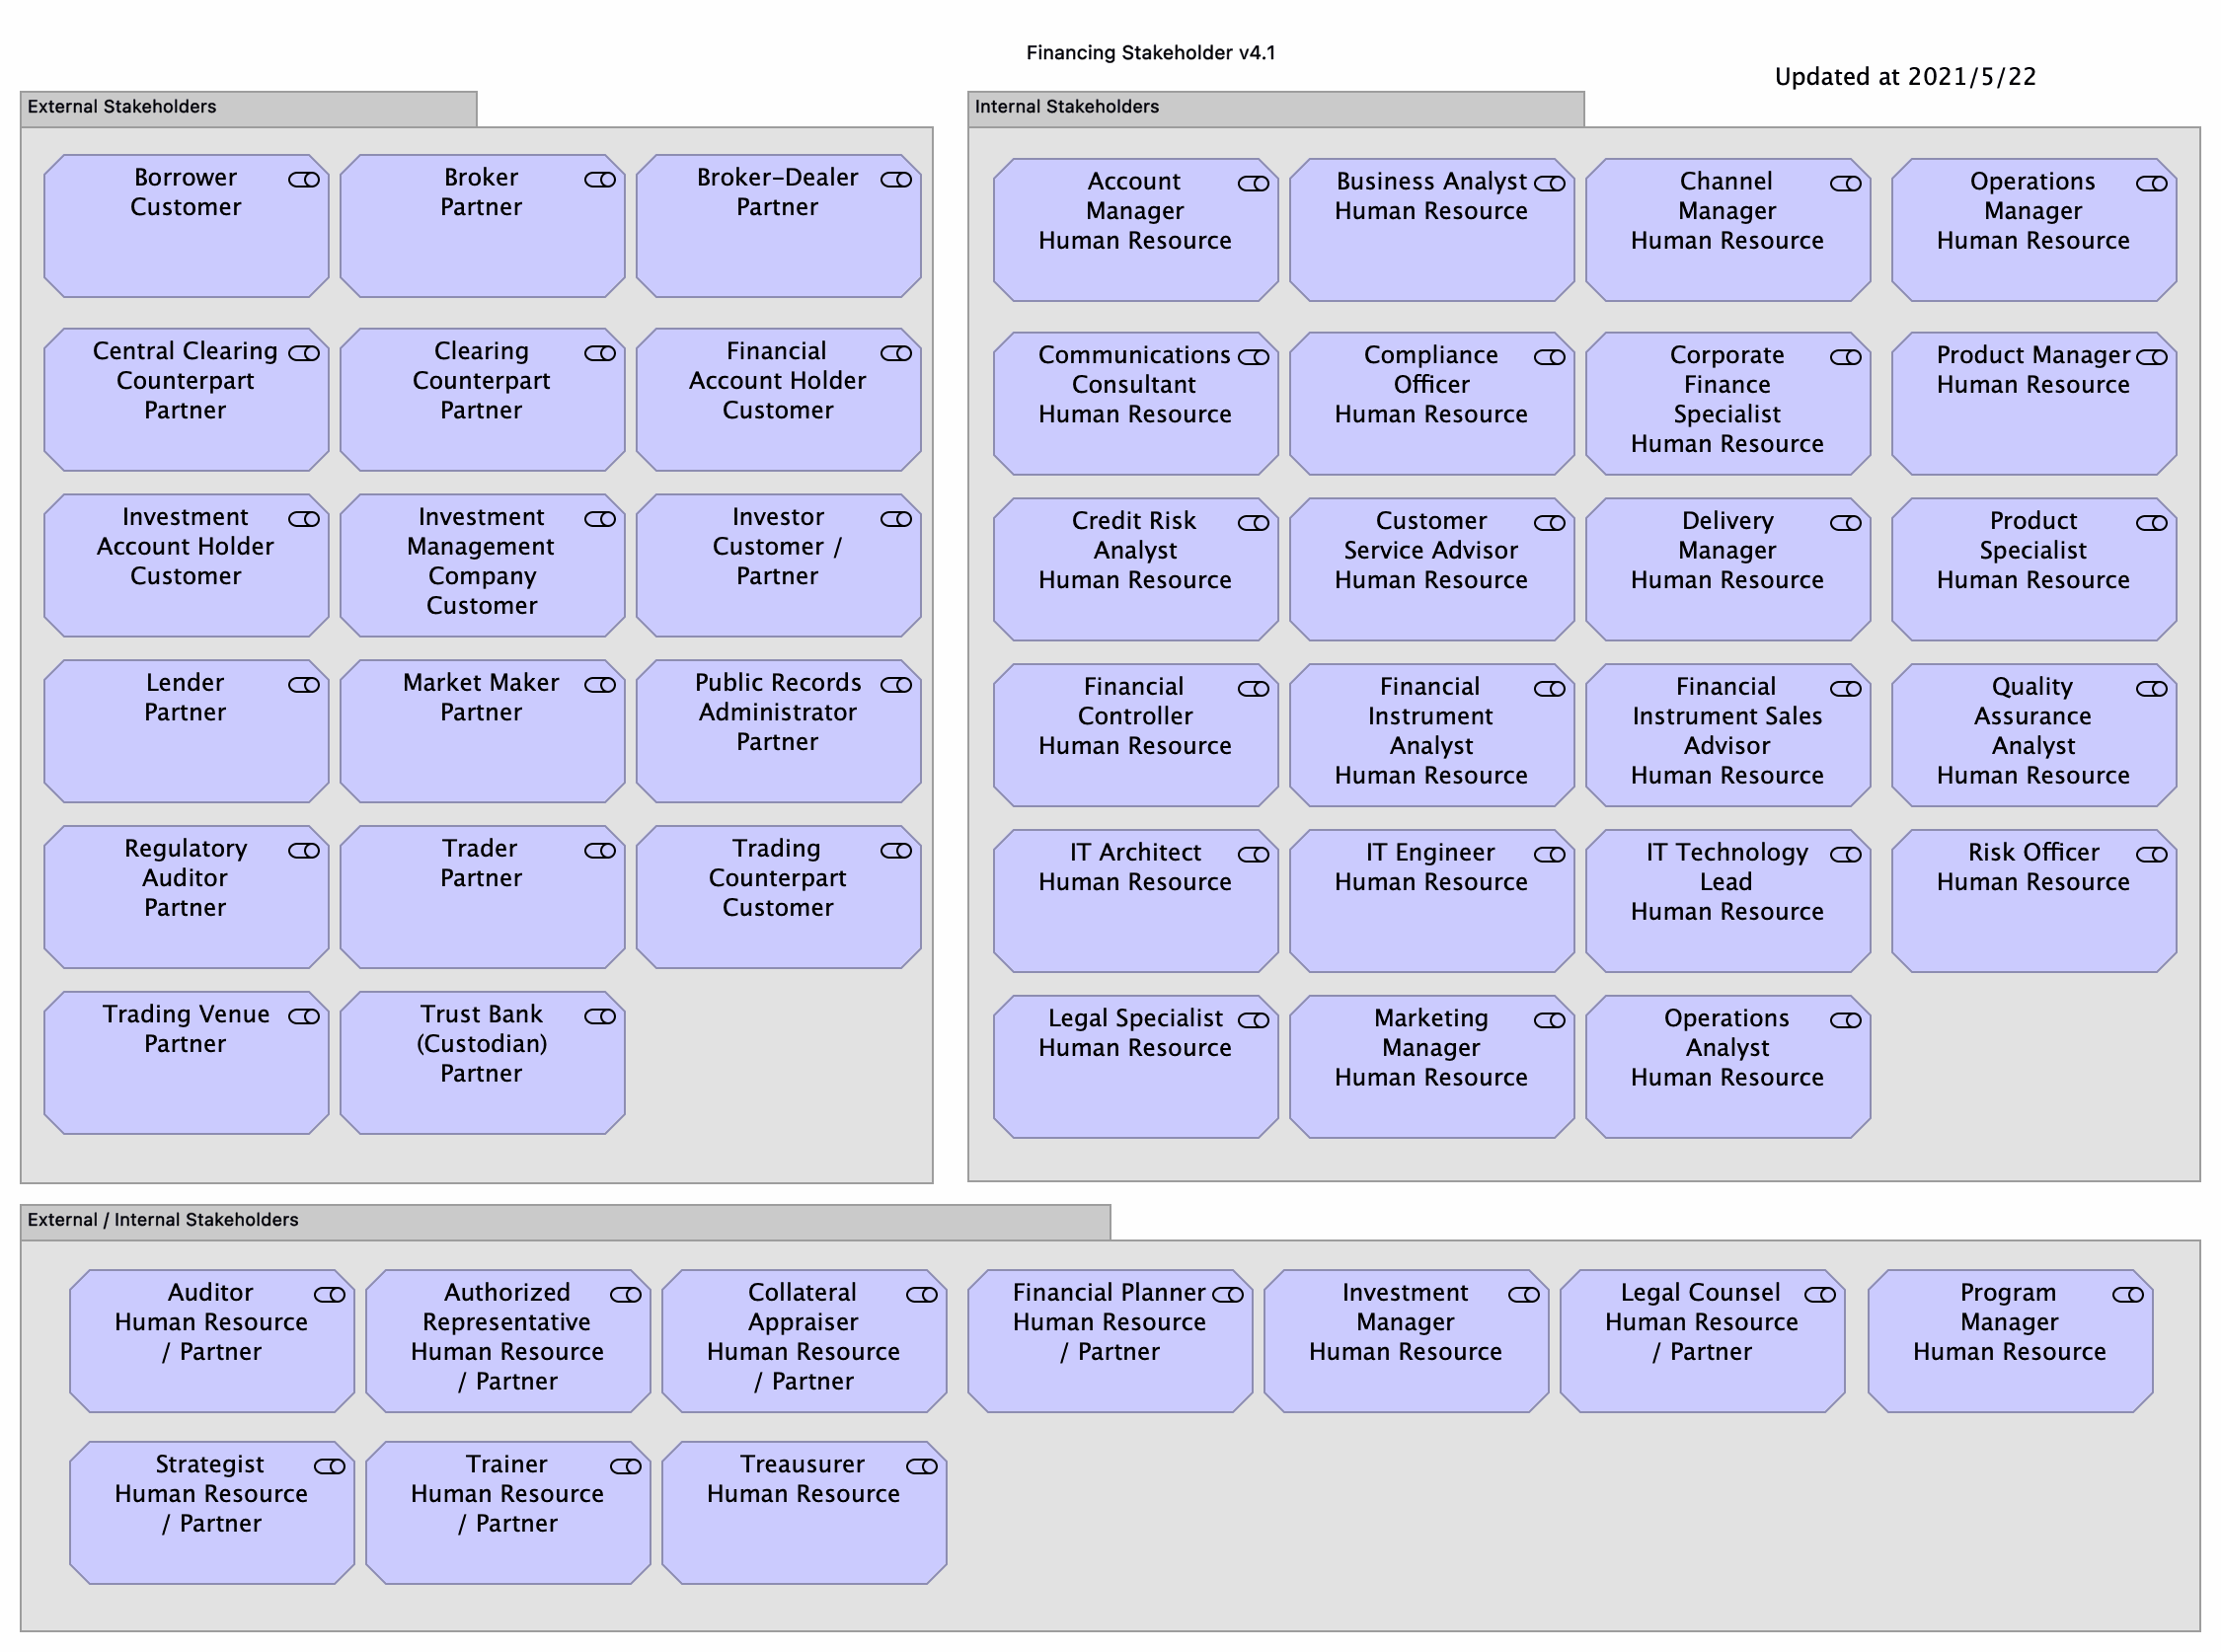 Financing Stakeholder v4.1
Updated at 2021/5/22
External Stakeholders
Borrower
Customer
Broker
Partner
Broker-Dealer
Partner
Central Clearing
Counterpart
Partner
Clearing
Counterpart
Partner
Financial
Account Holder
Customer
Investment
Account Holder
Customer
Investment
Management
Company
Customer
Investor
Customer /
Partner
Lender
Partner
Market Maker
Partner
Public Records
Administrator
Partner
Regulatory
Auditor
Partner
Trader
Partner
Trading
Counterpart
Customer
Trading Venue
Partner
Trust Bank
(Custodian)
Partner
Internal Stakeholders
Account
Manager
Human Resource
Business Analyst
Human Resource
Channel
Manager
Human Resource
Operations
Manager
Human Resource
Communications
Consultant
Human Resource
Compliance
Officer
Human Resource
Corporate
Finance
Specialist
Human Resource
Product Manager
Human Resource
Credit Risk
Analyst
Human Resource
Customer
Service Advisor
Human Resource
Delivery
Manager
Human Resource
Product
Specialist
Human Resource
Financial
Controller
Human Resource
Financial
Instrument
Analyst
Human Resource
Financial
Instrument Sales
Advisor
Human Resource
Quality
Assurance
Analyst
Human Resource
IT Architect
Human Resource
IT Engineer
Human Resource
IT Technology
Lead
Human Resource
Risk Officer
Human Resource
Legal Specialist
Human Resource
Marketing
Manager
Human Resource
Operations
Analyst
Human Resource
External / Internal Stakeholders
Auditor
Human Resource
/ Partner
Authorized
Representative
Human Resource
/ Partner
Collateral
Appraiser
Human Resource
/ Partner
Financial Planner
Human Resource
/ Partner
Investment
Manager
Human Resource
Legal Counsel
Human Resource
/ Partner
Program
Manager
Human Resource
Strategist
Human Resource
/ Partner
Trainer
Human Resource
/ Partner
Treausurer
Human Resource